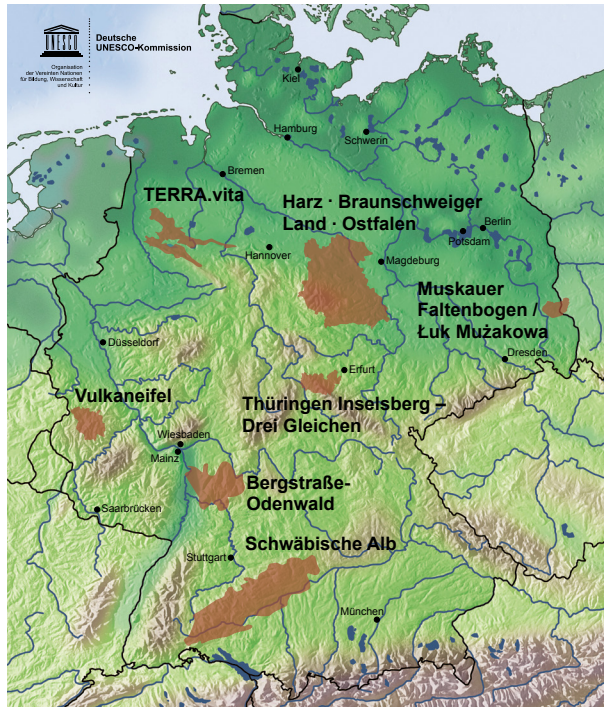 UNESCO
Deutsche
UNESCO-Kommission
Organisation
der Vereinten Nationen
für Bildung, Wissenschaft
und Kultur
Kiel
Hamburg
Schwerin
Bremen
TERRA.vita
Harz · Braunschweiger
Land · Ostfalen
Berlin
Potsdam
Hannover
Magdeburg
Muskauer
Faltenbogen /
Łuk Mużakowa
Düsseldorf
Dresden
Erfurt
Vulkaneifel
Thüringen Inselsberg –
Drei Gleichen
Wiesbaden
Mainz
Bergstraße-
Odenwald
Saarbrücken
Schwäbische Alb
Stuttgart
München